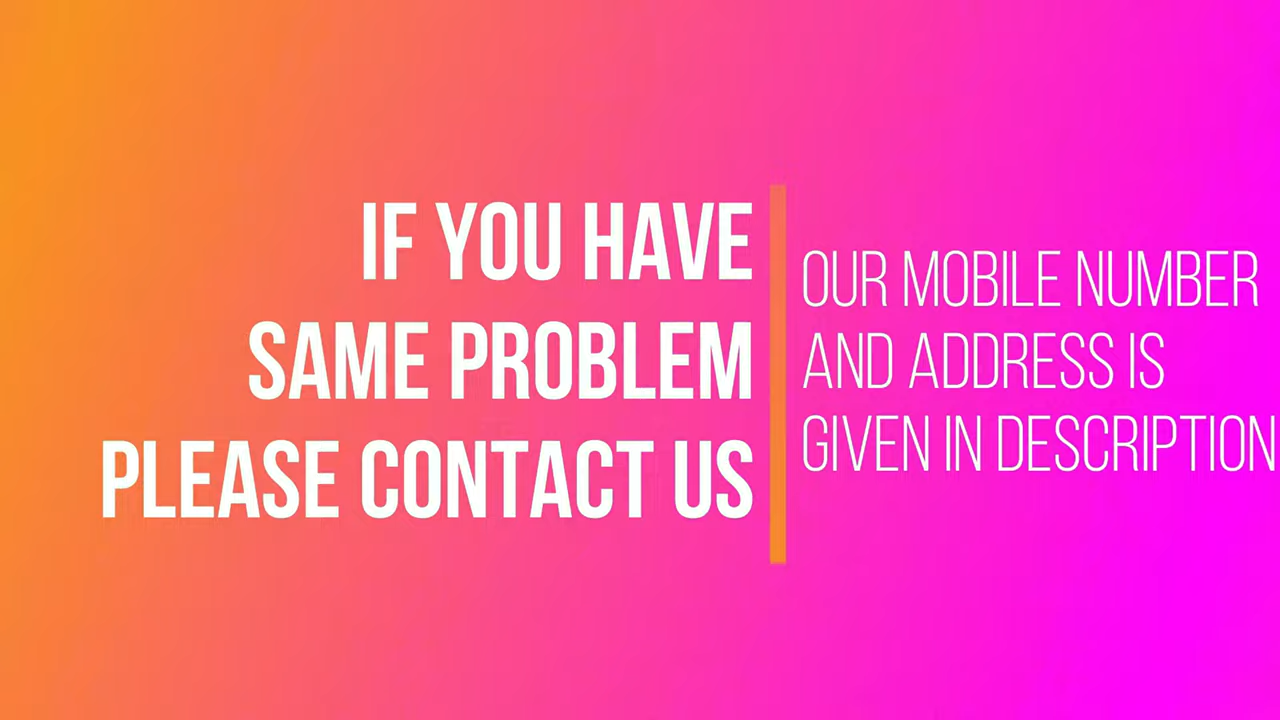 IF YOU HAVE
SAME PROBLEM
PLEASE CONTACT US
OUR MOBILE NUMBER
AND ADDRESS IS
GIVEN IN DESCRIPTION